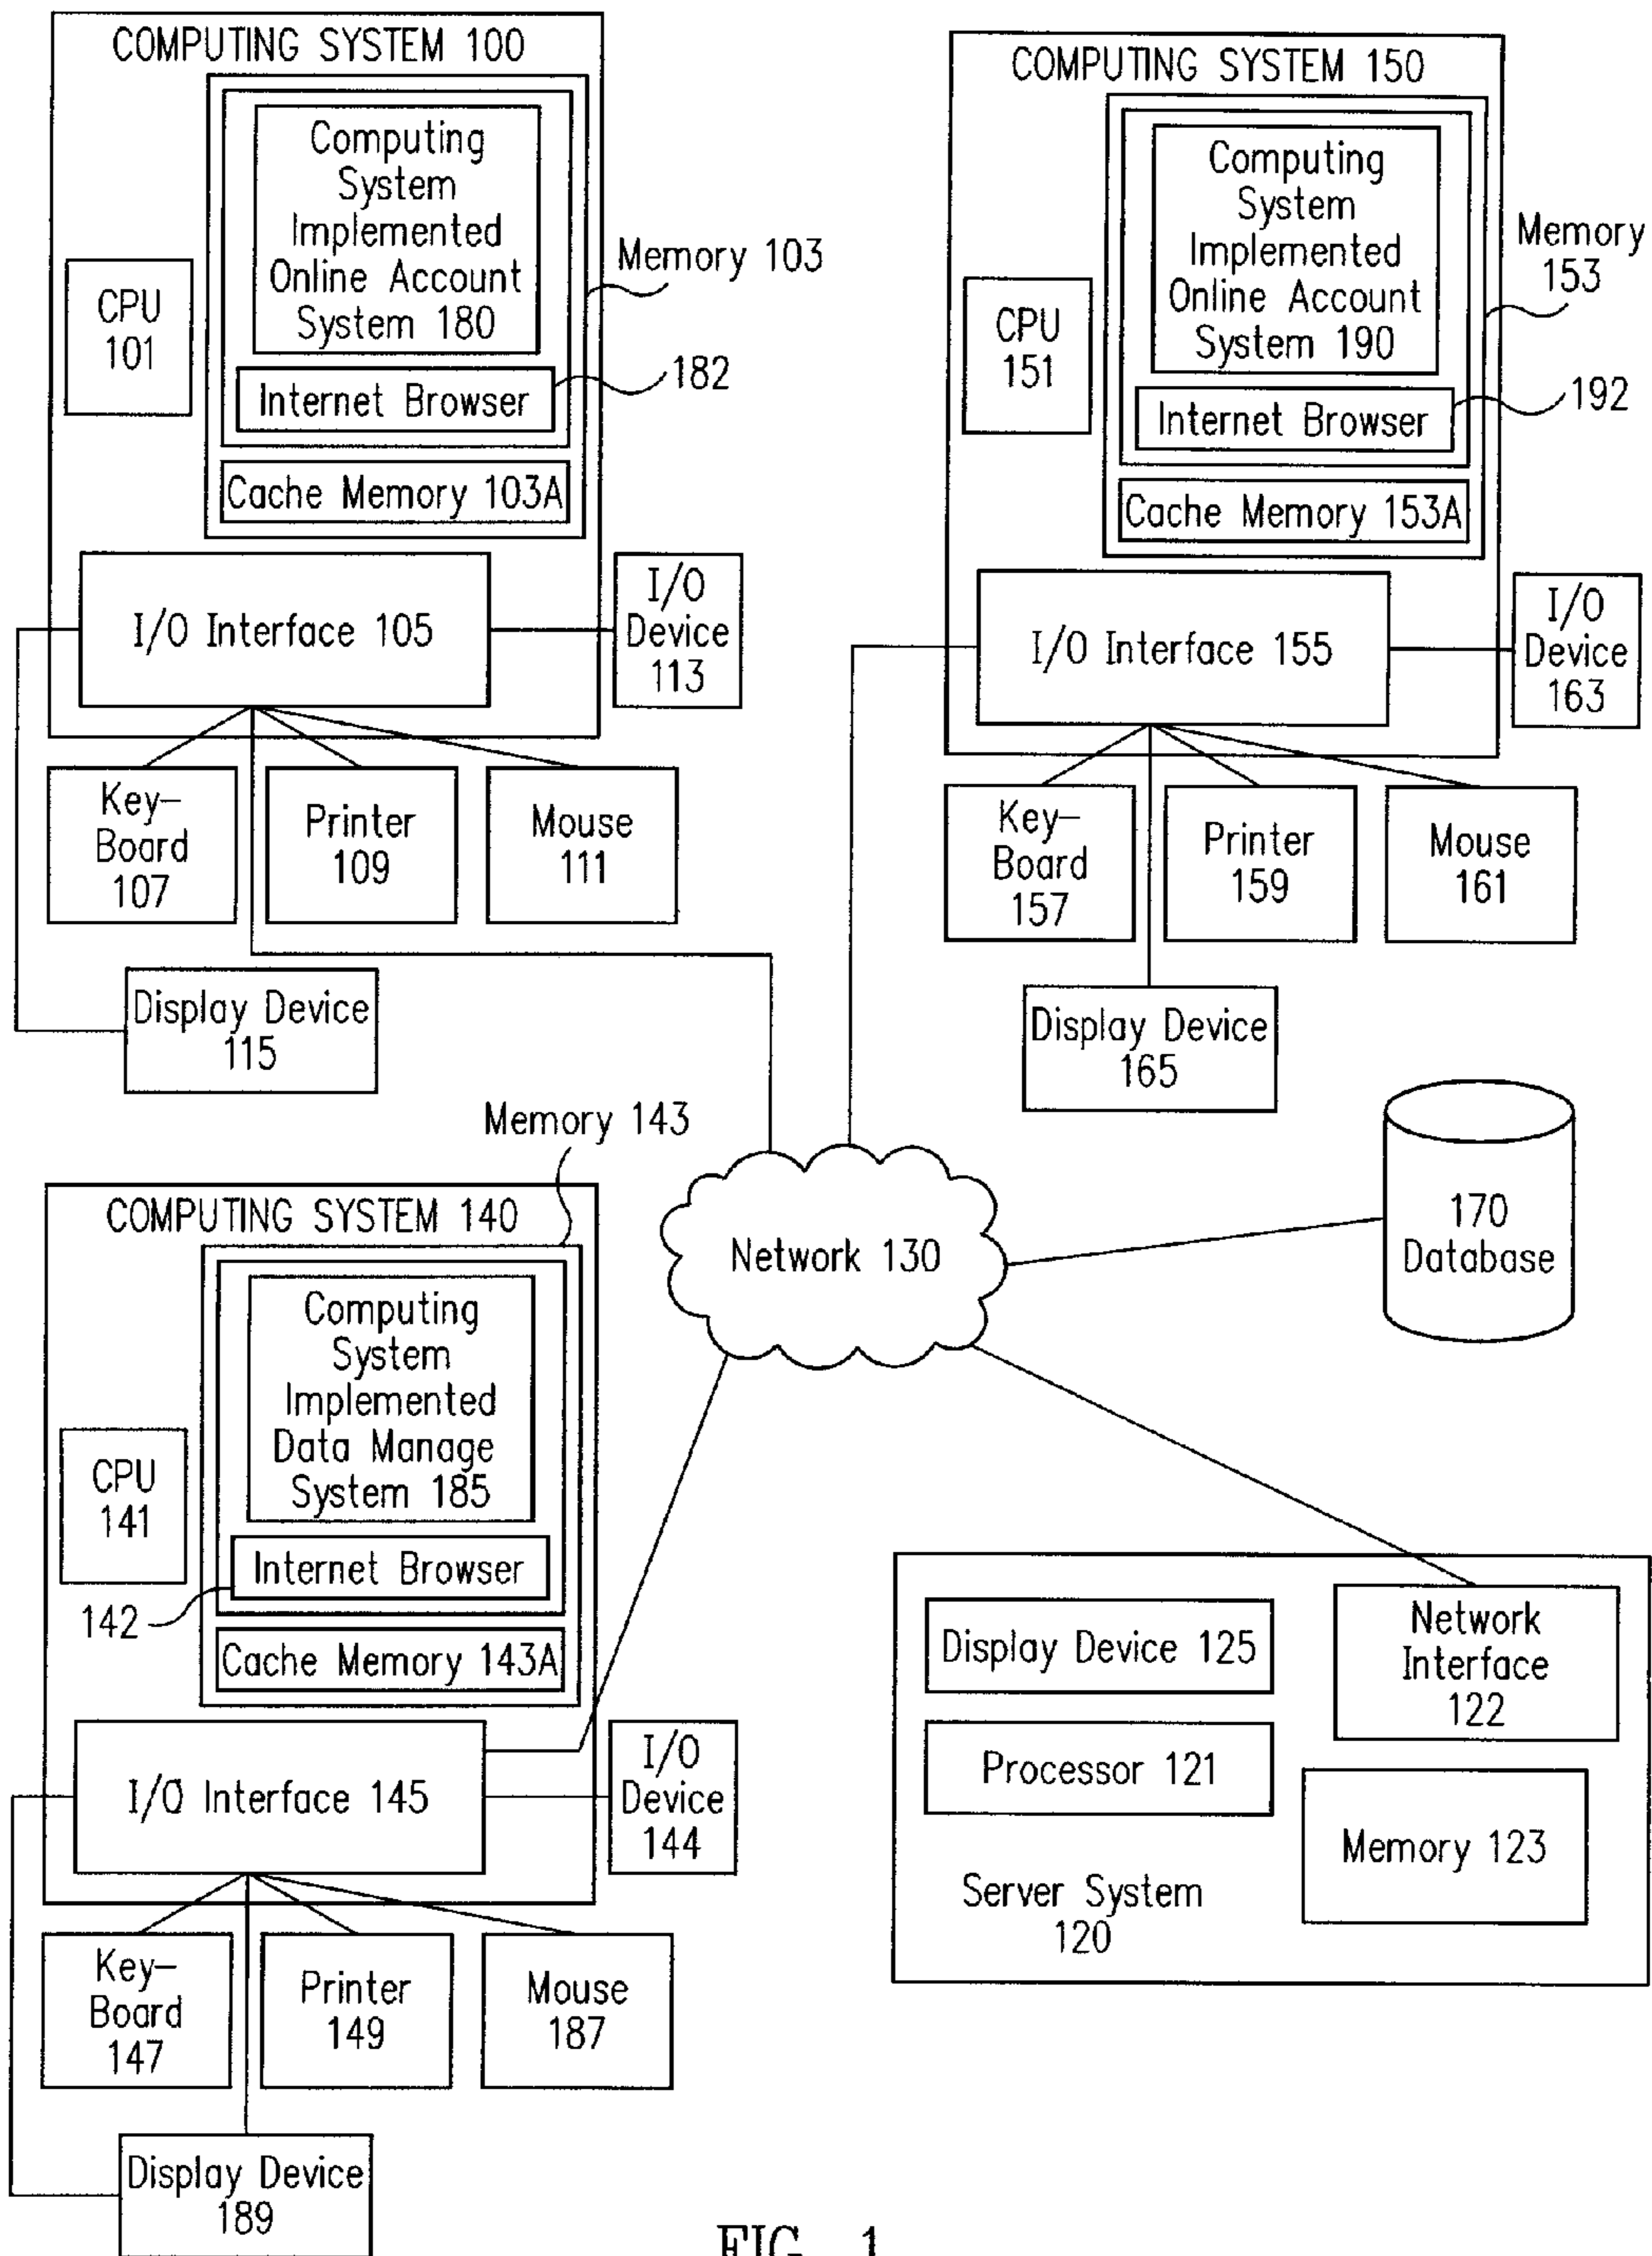 COMPUTING SYSTEM 100
Computing
System
Implemented
Online Account
System 180
Memory 103
CPU
101
Internet Browser
182
Cache Memory 103A
I/O Interface 105
I/O
Device
113
Key-
Board
107
Printer
109
Mouse
111
Display Device
115
COMPUTING SYSTEM 150
Computing
System
Implemented
Online Account
System 190
Memory
153
CPU
151
Internet Browser
192
Cache Memory 153A
I/O Interface 155
I/O
Device
163
Key-
Board
157
Printer
159
Mouse
161
Display Device
165
Memory 143
COMPUTING SYSTEM 140
Computing
System
Implemented
Data Manage
System 185
CPU
141
Internet Browser
142
Cache Memory 143A
I/O Interface 145
I/O
Device
144
Key-
Board
147
Printer
149
Mouse
187
Display Device
189
Network 130
170
Database
Display Device 125
Network
Interface
122
Processor 121
Memory 123
Server System
120
FIG. 1